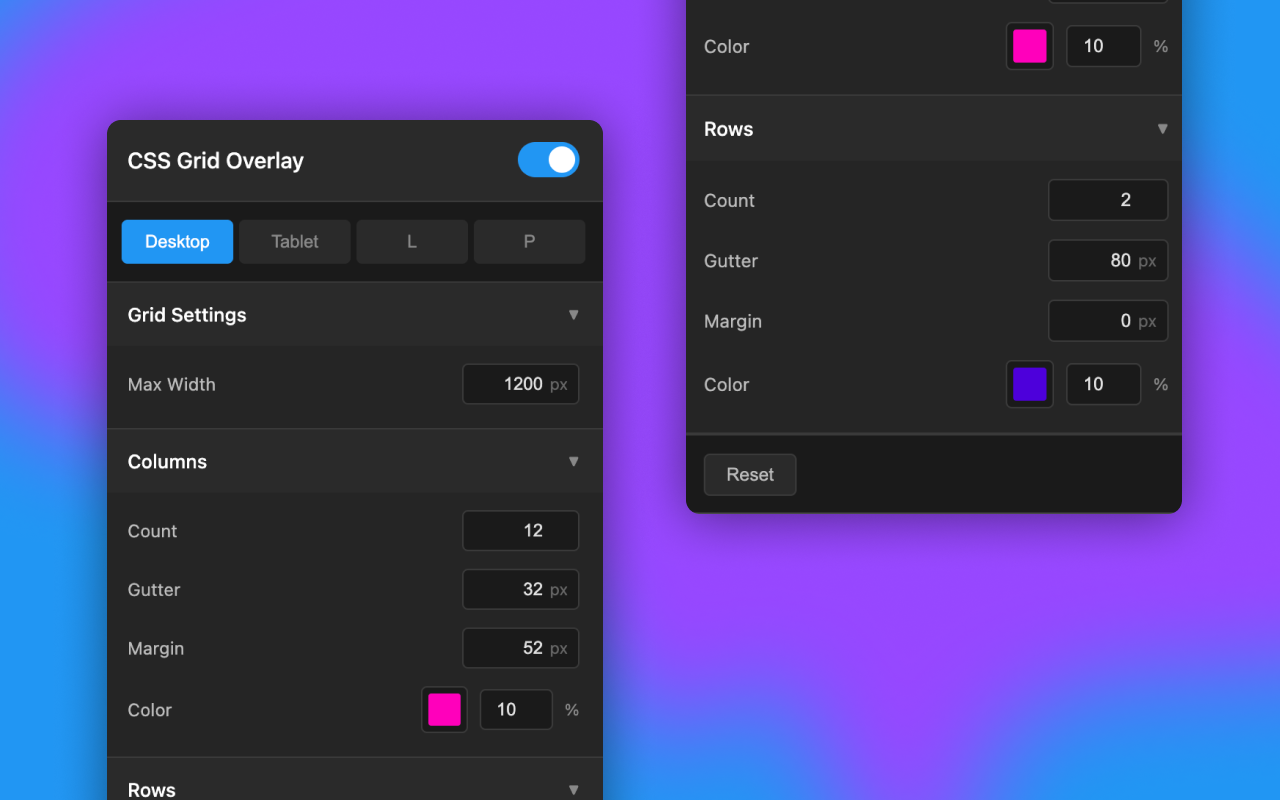 CSS Grid Overlay
Desktop Tablet L P
Grid Settings ▼
Max Width 1200 px
Columns ▼
Count 12
Gutter 32 px
Margin 52 px
Color 10 %
Rows ▼
Color 10 %
Rows ▼
Count 2
Gutter 80 px
Margin 0 px
Color 10 %
Reset